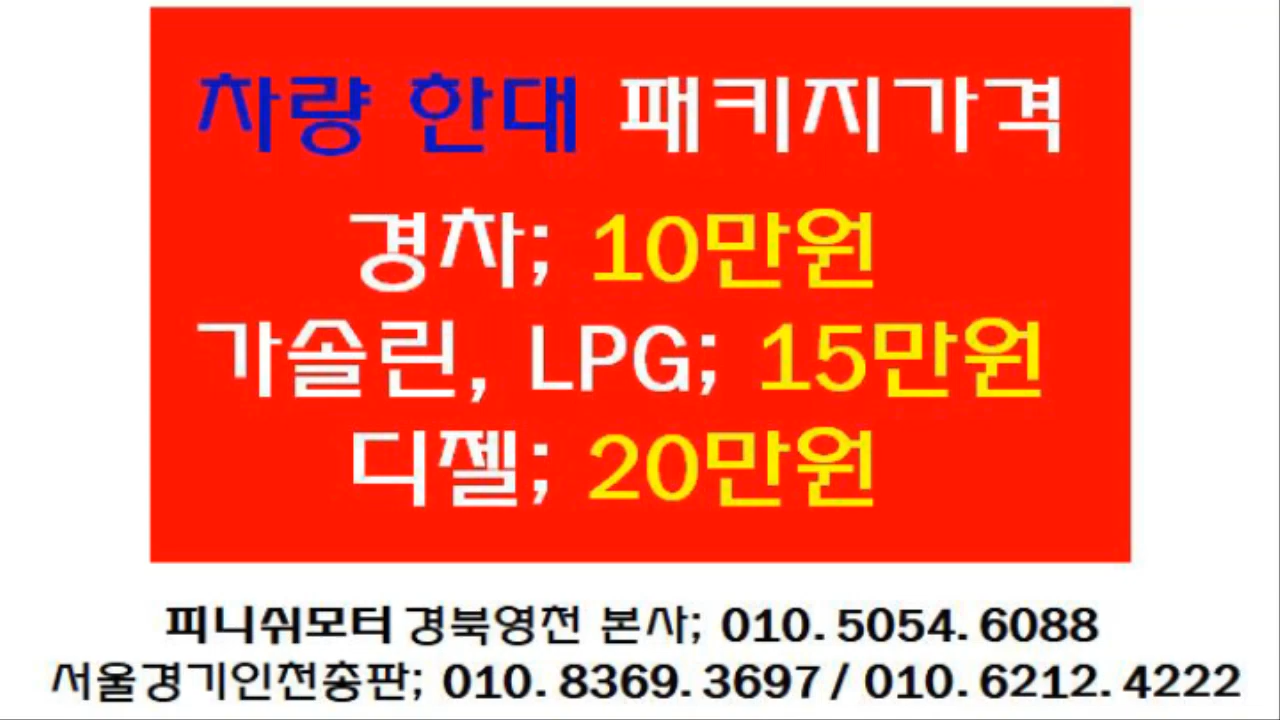 차량 한대 패키지가격
경차; 10만원
가솔린, LPG; 15만원
디젤; 20만원
피니쉬모터 경북영천 본사; 010. 5054. 6088
서울경기인천총판; 010. 8369. 3697 / 010. 6212. 4222